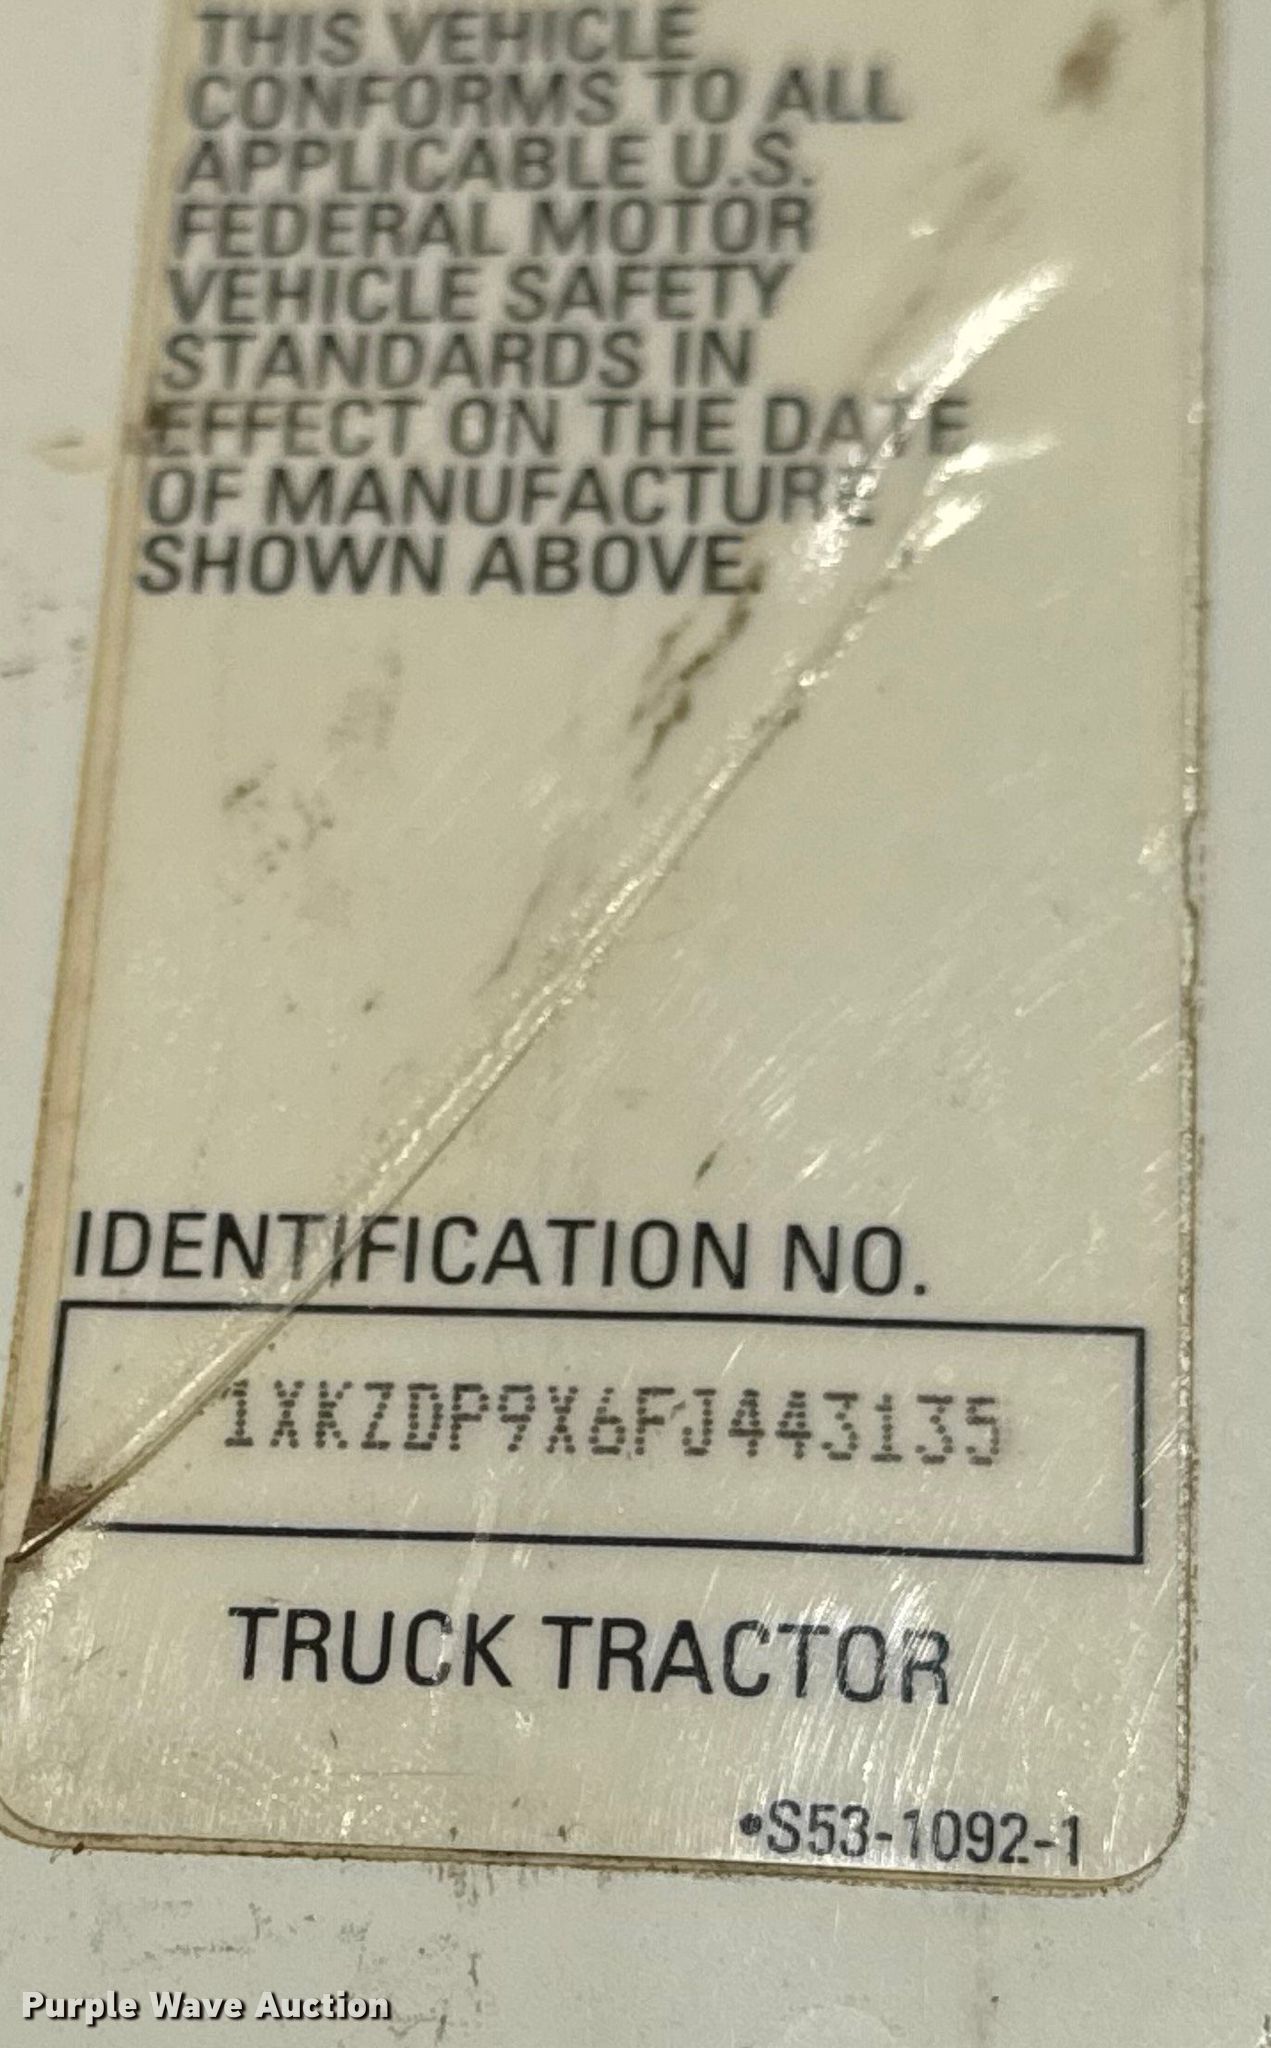 THIS VEHICLE
CONFORMS TO ALL
APPLICABLE U.S.
FEDERAL MOTOR
VEHICLE SAFETY
STANDARDS IN
EFFECT ON THE DATE
OF MANUFACTURE
SHOWN ABOVE.
IDENTIFICATION NO.
1XKZDP9X6FJ443135
TRUCK TRACTOR
•S53-1092-1
Purple Wave Auction